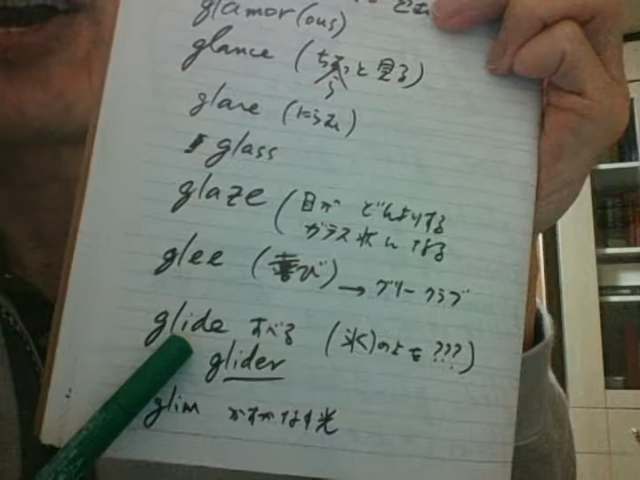 glamor(ous)
glance (ちらっと見る)
glare (にらむ)
glass
glaze (目が どんよりする
ガラス状になる
glee (喜び) → グリークラブ
glide すべる (氷)の上を???)
glider
glim かすかな光